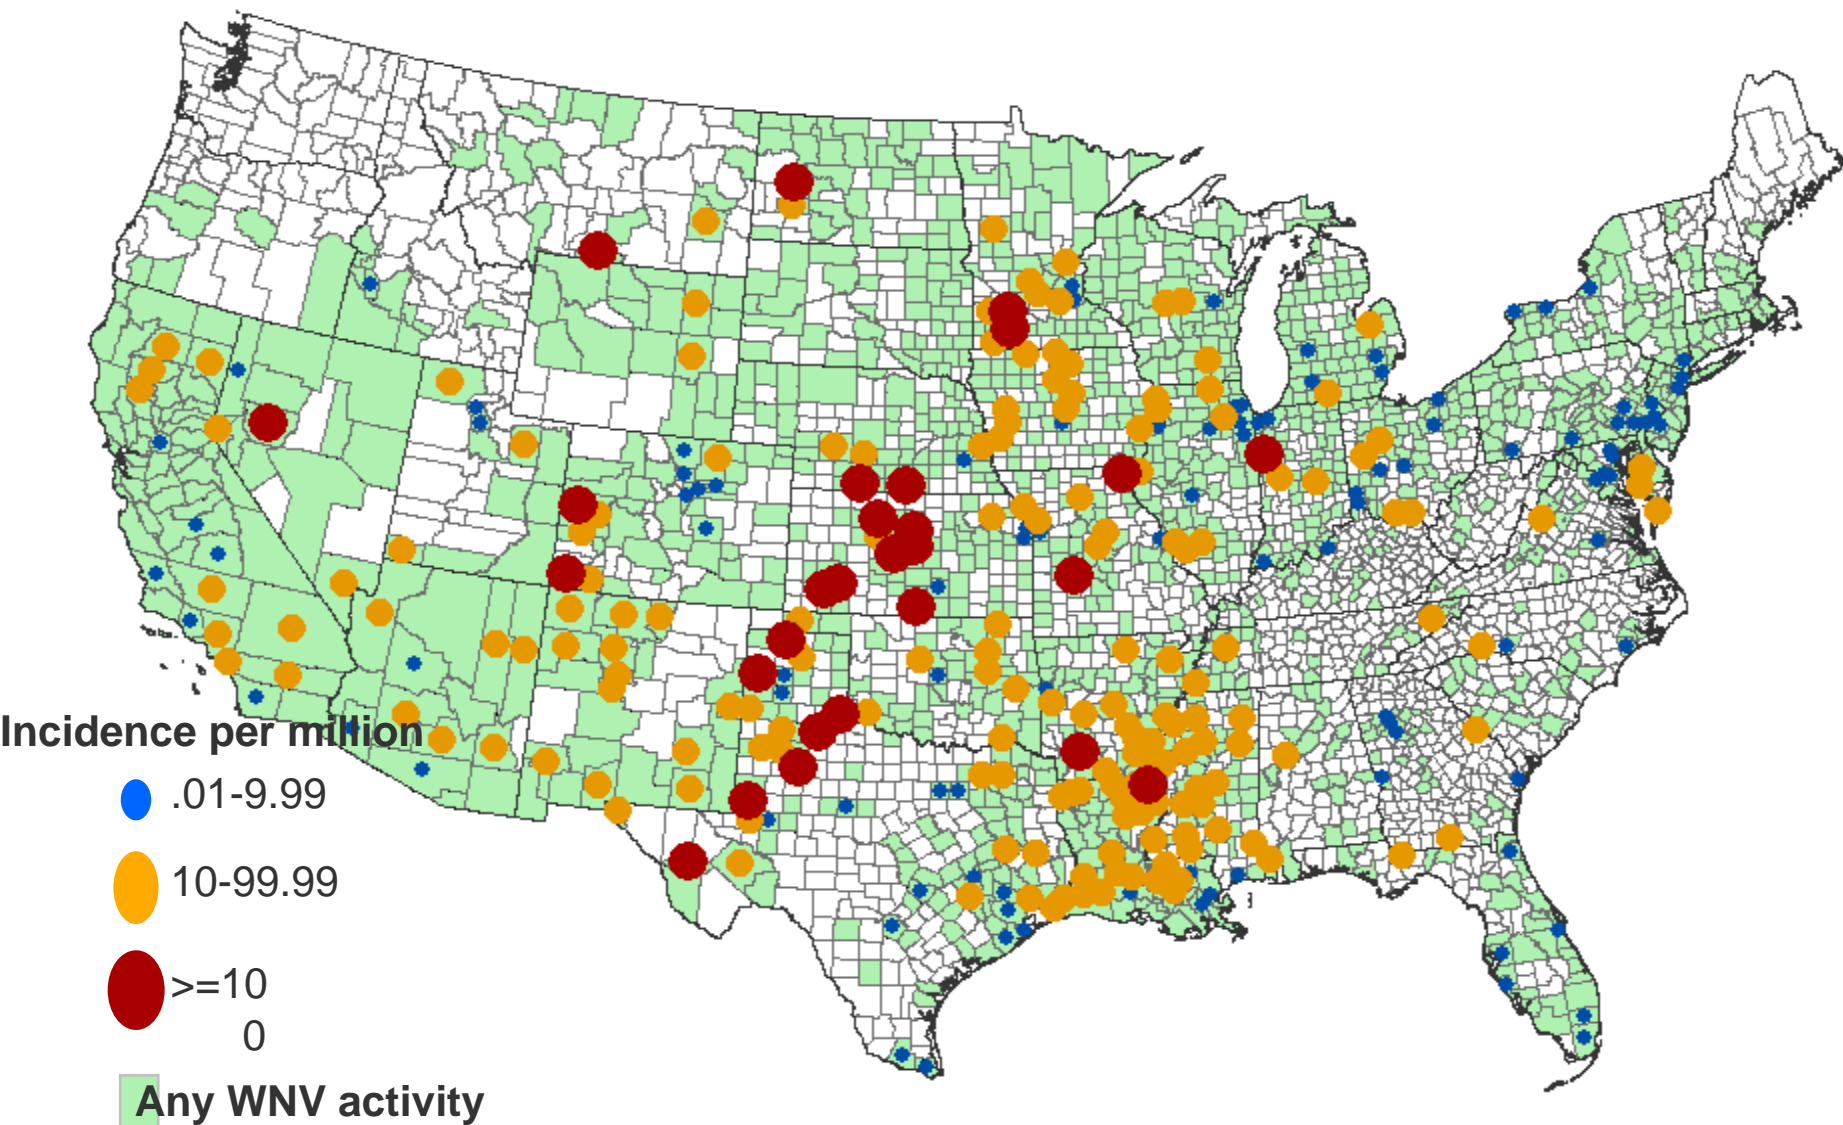 Incidence per million
.01-9.99
10-99.99
>=10
0
Any WNV activity